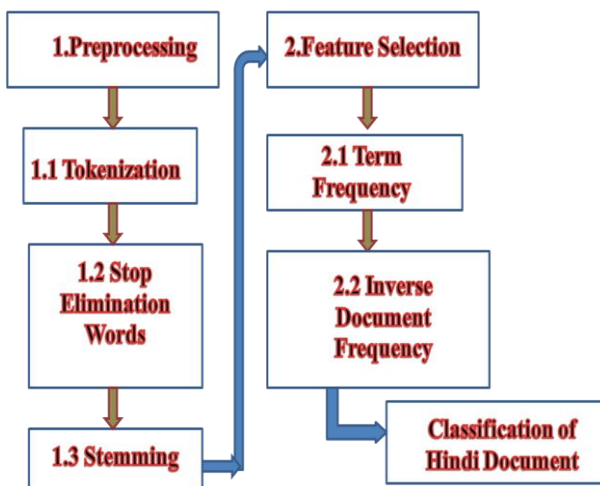 1.Preprocessing
1.1 Tokenization
1.2 Stop
Elimination
Words
1.3 Stemming
2.Feature Selection
2.1 Term
Frequency
2.2 Inverse
Document
Frequency
Classification of
Hindi Document